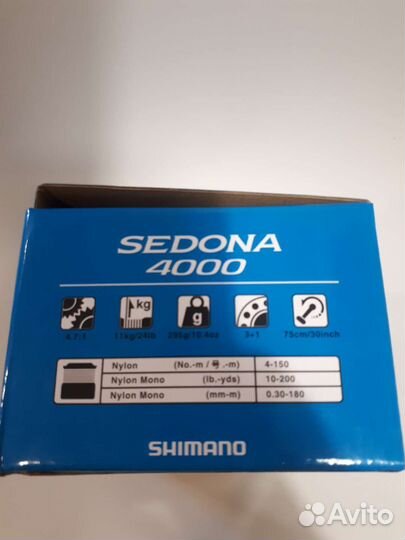 SEDONA
4000
kg g
4.7:1 11kg/24lb 295g/10.4oz 3+1 75cm/30inch
Nylon (No.-m / 号.-m) 4-150
Nylon Mono (lb.-yds) 10-200
Nylon Mono (mm-m) 0.30-180
SHIMANO
Avito